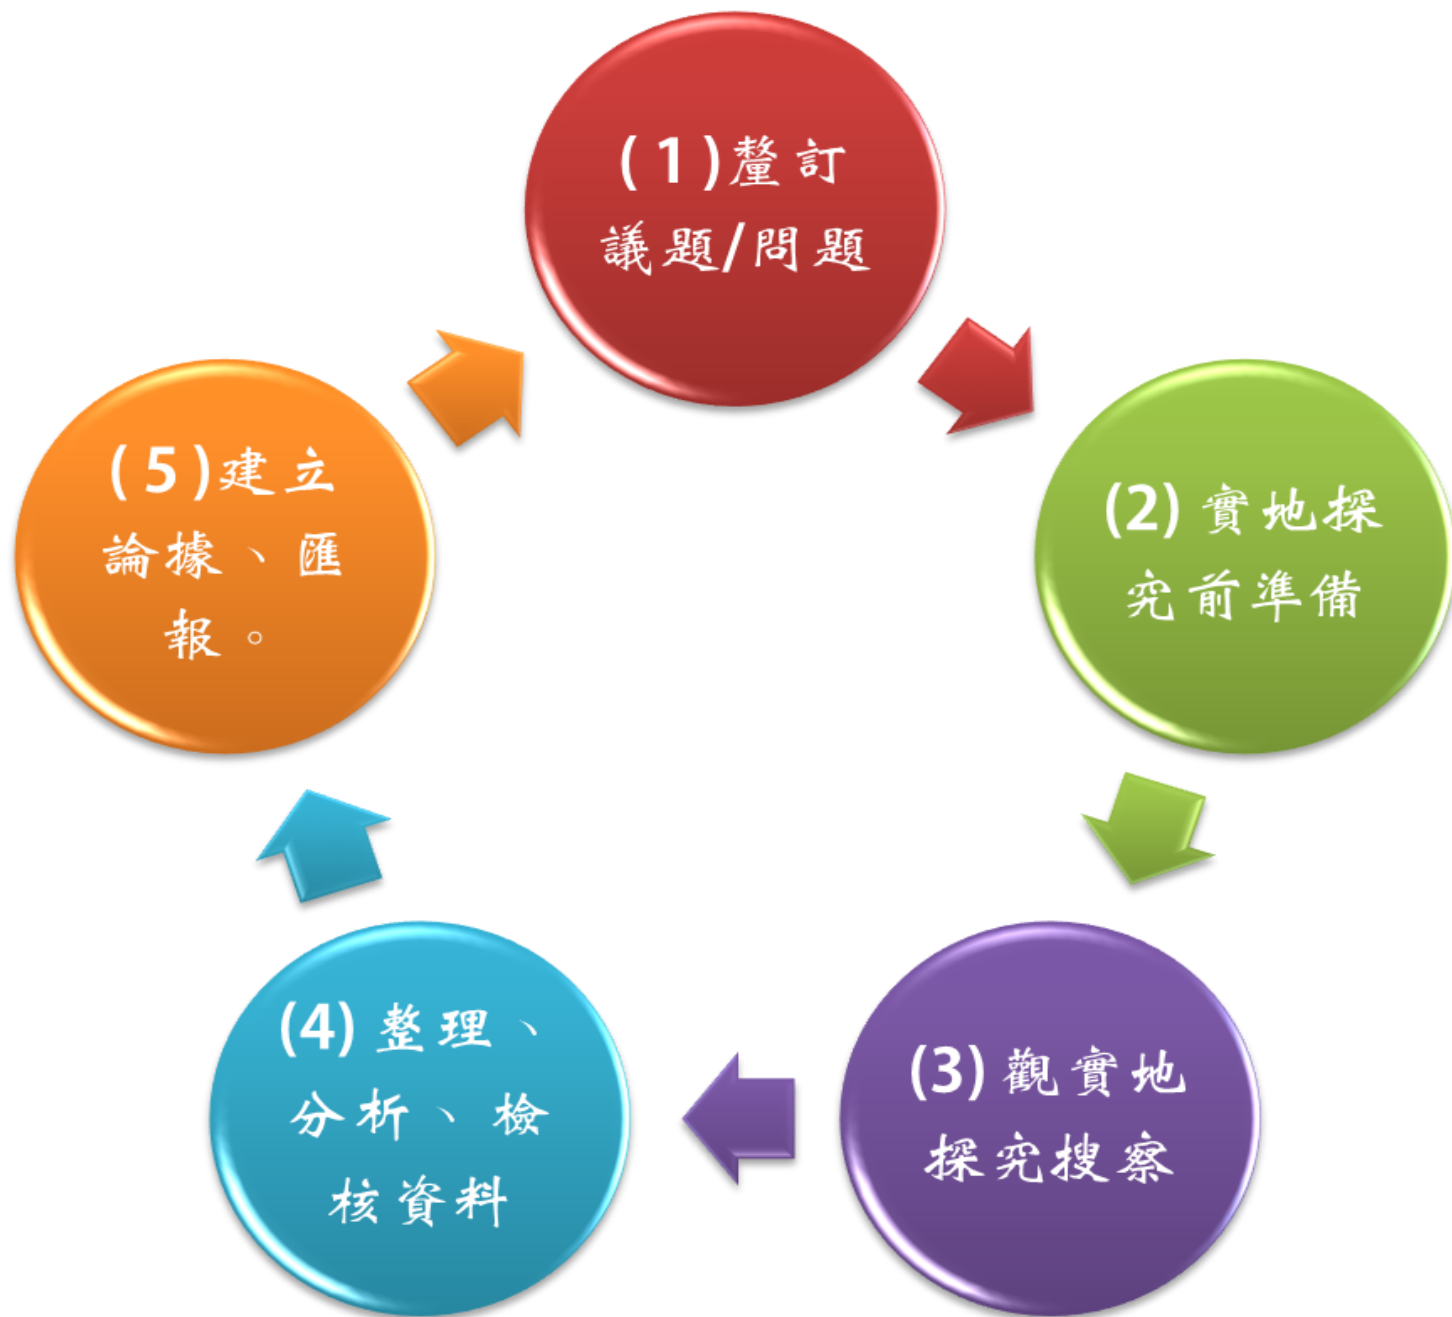 (1)釐訂
議題/問題
(2) 實地探
究前準備
(3) 觀實地
探究搜察
(4) 整理、
分析、檢
核資料
(5)建立
論據、匯
報。